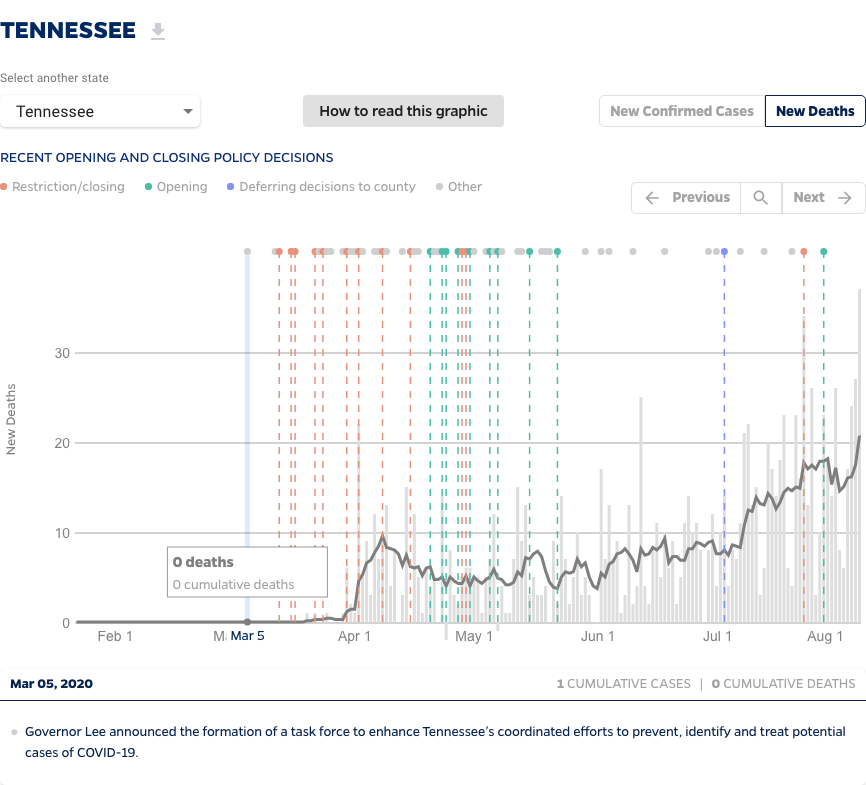 TENNESSEE
Select another state
Tennessee
How to read this graphic
New Confirmed Cases
New Deaths
RECENT OPENING AND CLOSING POLICY DECISIONS
Restriction/closing
Opening
Deferring decisions to county
Other
Previous
Next
30
20
10
0
New Deaths
0 deaths
0 cumulative deaths
Feb 1
Mar 5
Apr 1
May 1
Jun 1
Jul 1
Aug 1
Mar 05, 2020
1 CUMULATIVE CASES | 0 CUMULATIVE DEATHS
Governor Lee announced the formation of a task force to enhance Tennessee's coordinated efforts to prevent, identify and treat potential
cases of COVID-19.